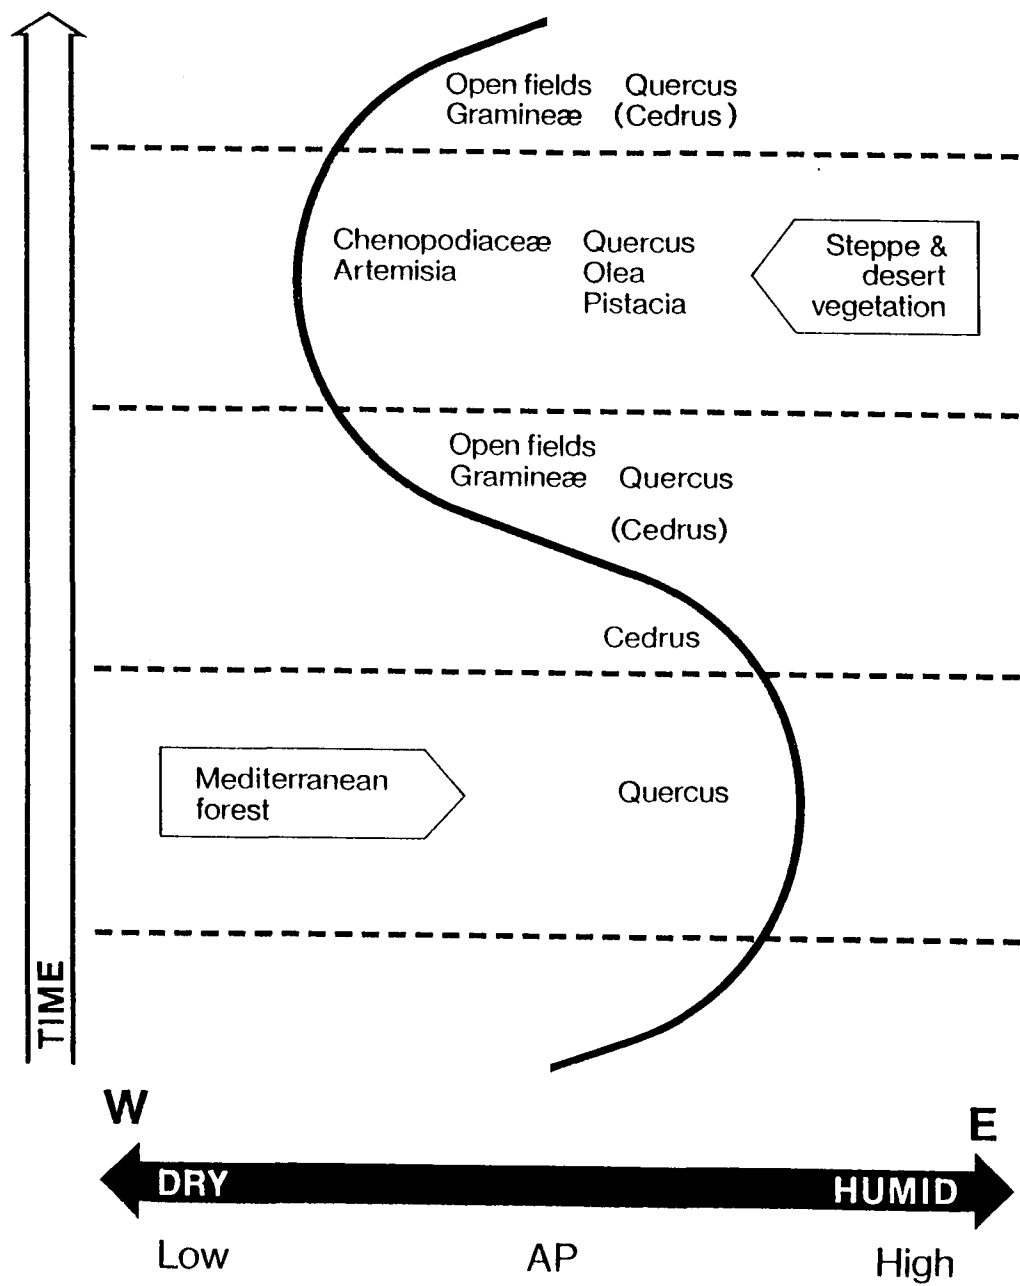 Open fields Quercus
Gramineæ (Cedrus)
Chenopodiaceæ Quercus
Artemisia Olea
Pistacia
Steppe &
desert
vegetation
Open fields
Gramineæ Quercus
(Cedrus)
Cedrus
Mediterranean
forest
Quercus
TIME
W
E
DRY
HUMID
Low AP High